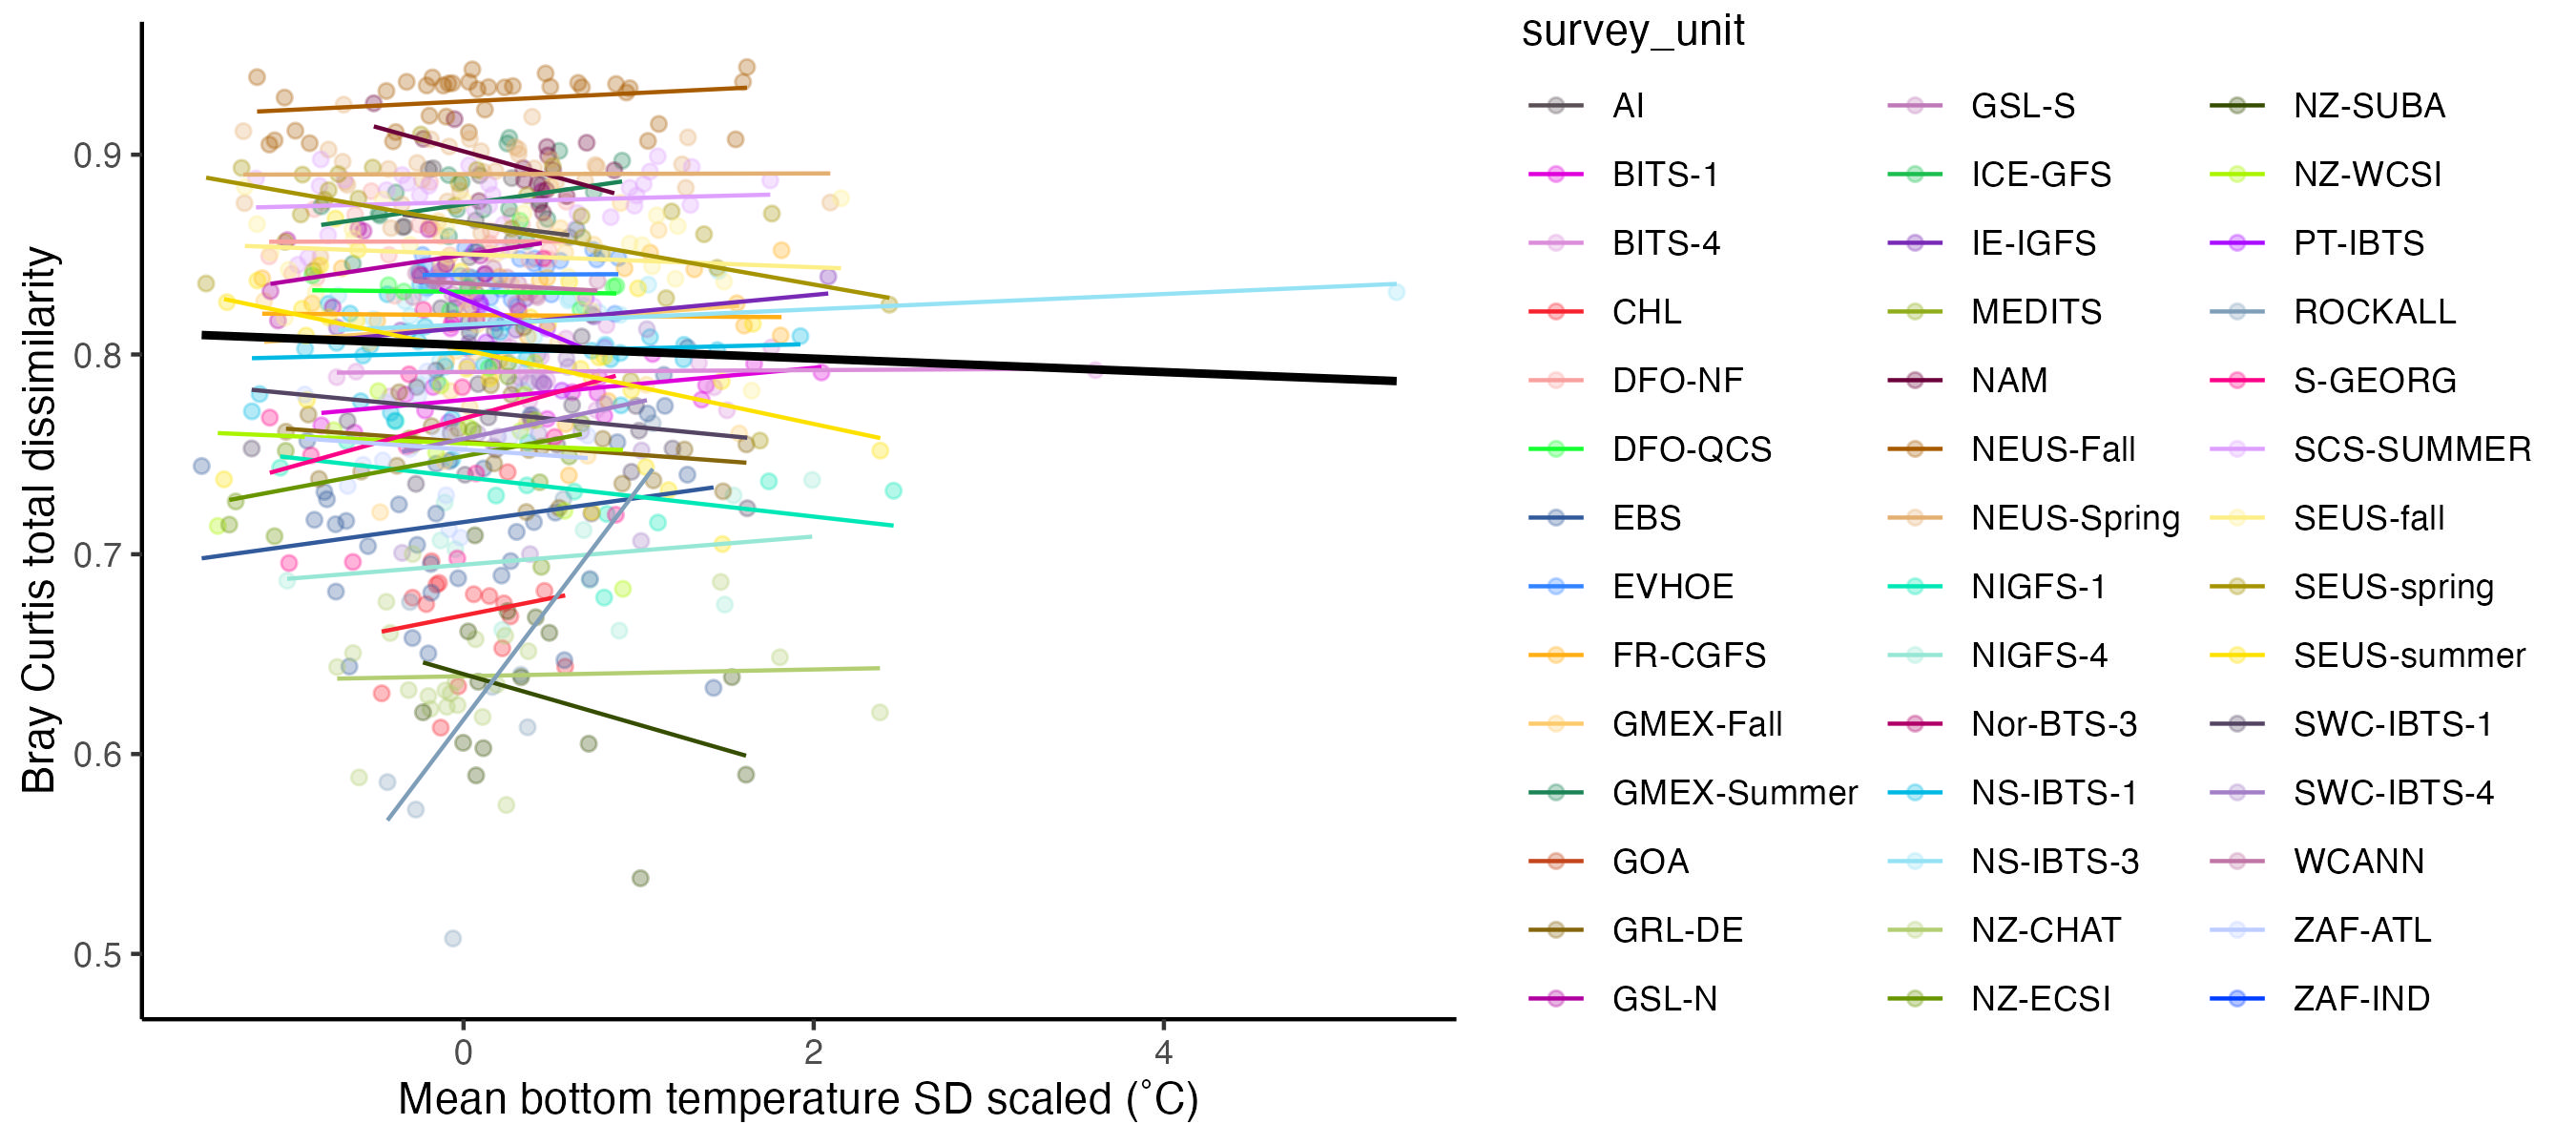 survey_unit
AI
BITS-1
BITS-4
CHL
DFO-NF
DFO-QCS
EBS
EVHOE
FR-CGFS
GMEX-Fall
GMEX-Summer
GOA
GRL-DE
GSL-N
GSL-S
ICE-GFS
IE-IGFS
MEDITS
NAM
NEUS-Fall
NEUS-Spring
NIGFS-1
NIGFS-4
Nor-BTS-3
NS-IBTS-1
NS-IBTS-3
NZ-CHAT
NZ-ECSI
NZ-SUBA
NZ-WCSI
PT-IBTS
ROCKALL
S-GEORG
SCS-SUMMER
SEUS-fall
SEUS-spring
SEUS-summer
SWC-IBTS-1
SWC-IBTS-4
WCANN
ZAF-ATL
ZAF-IND
Bray Curtis total dissimilarity
0.9
0.8
0.7
0.6
0.5
0
2
4
Mean bottom temperature SD scaled (˚C)